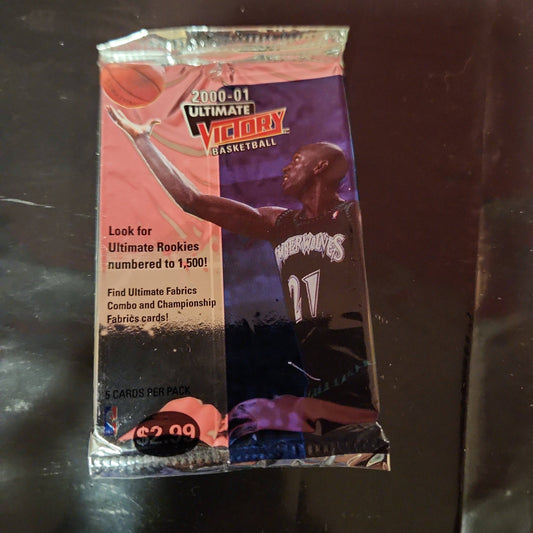 2000-01
ULTIMATE
VICTORY
BASKETBALL
Look for
Ultimate Rookies
numbered to 1,500!
Find Ultimate Fabrics
Combo and Championship
Fabrics cards!
5 CARDS PER PACK
$2.99
TIMBERWOLVES
21